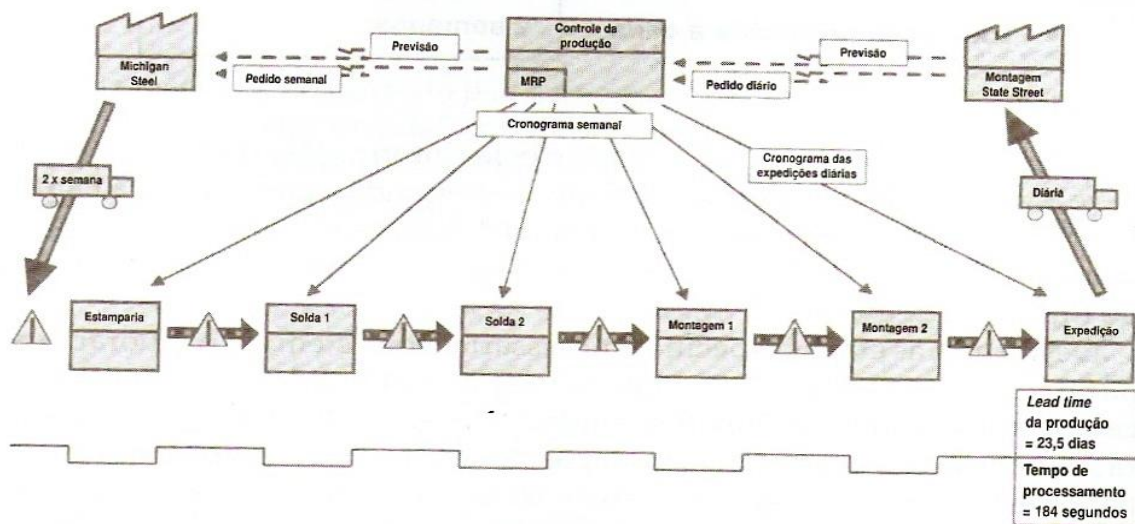 Michigan
Steel
Previsão
Pedido semanal
Controle da
produção
MRP
Previsão
Pedido diário
Montagem
State Street
Cronograma semanal
Cronograma das
expedições diárias
2 x semana
Diária
Estamparia
Solda 1
Solda 2
Montagem 1
Montagem 2
Expedição
Lead time
da produção
= 23,5 dias
Tempo de
processamento
= 184 segundos